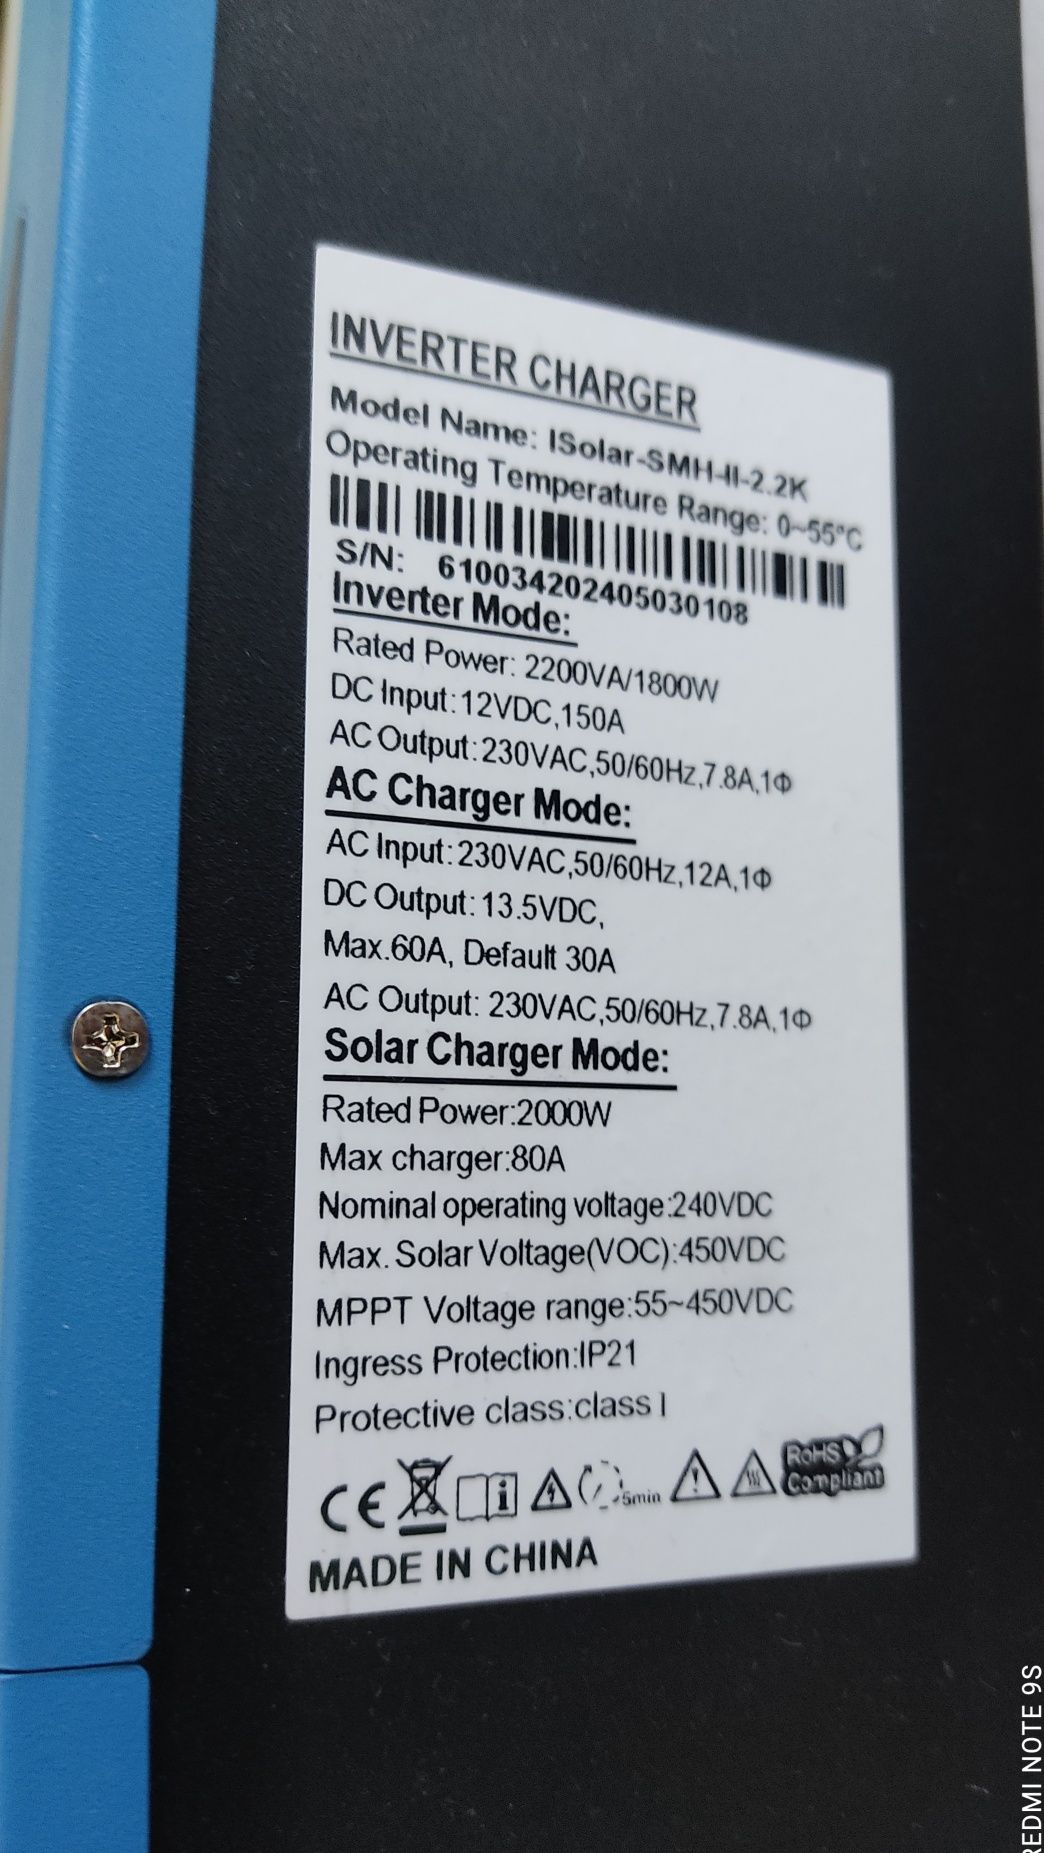 INVERTER CHARGER
Model Name: ISolar-SMH-II-2.2K
Operating Temperature Range: 0~55°C
S/N: 610034202405030108
Inverter Mode:
Rated Power: 2200VA/1800W
DC Input:12VDC,150A
AC Output:230VAC,50/60Hz,7.8A,1Φ
AC Charger Mode:
AC Input:230VAC,50/60Hz,12A,1Φ
DC Output: 13.5VDC,
Max.60A, Default 30A
AC Output: 230VAC,50/60Hz,7.8A,1Φ
Solar Charger Mode:
Rated Power:2000W
Max charger:80A
Nominal operating voltage:240VDC
Max. Solar Voltage(VOC):450VDC
MPPT Voltage range:55~450VDC
Ingress Protection:IP21
Protective class:class I
CE i 5min ! RoHS
Compliant
MADE IN CHINA
REDMI NOTE 9S